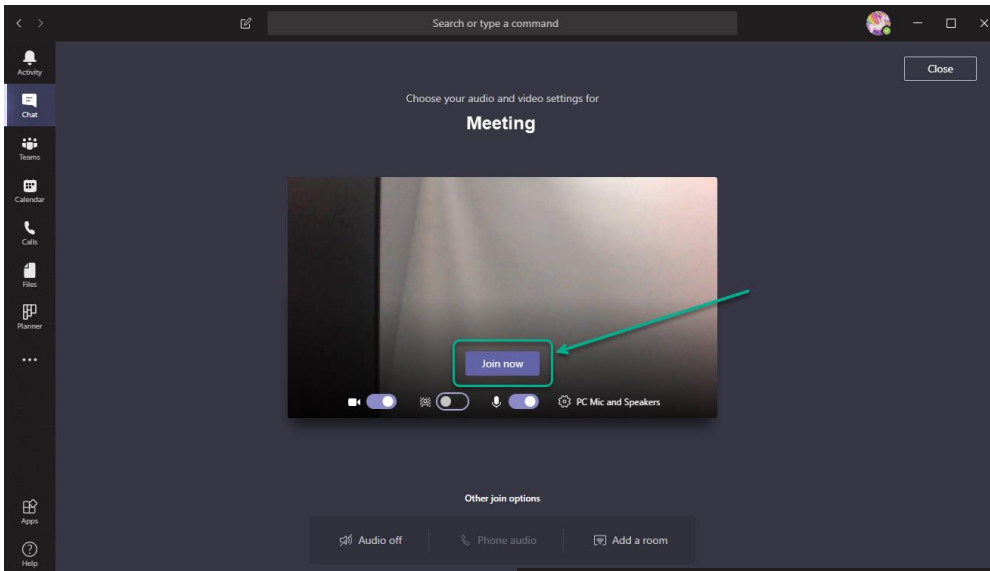 Search or type a command
Activity
Chat
Teams
Calendar
Calls
Files
Planner
Apps
Help
Close
Choose your audio and video settings for
Meeting
Join now
PC Mic and Speakers
Other join options
Audio off
Phone audio
Add a room